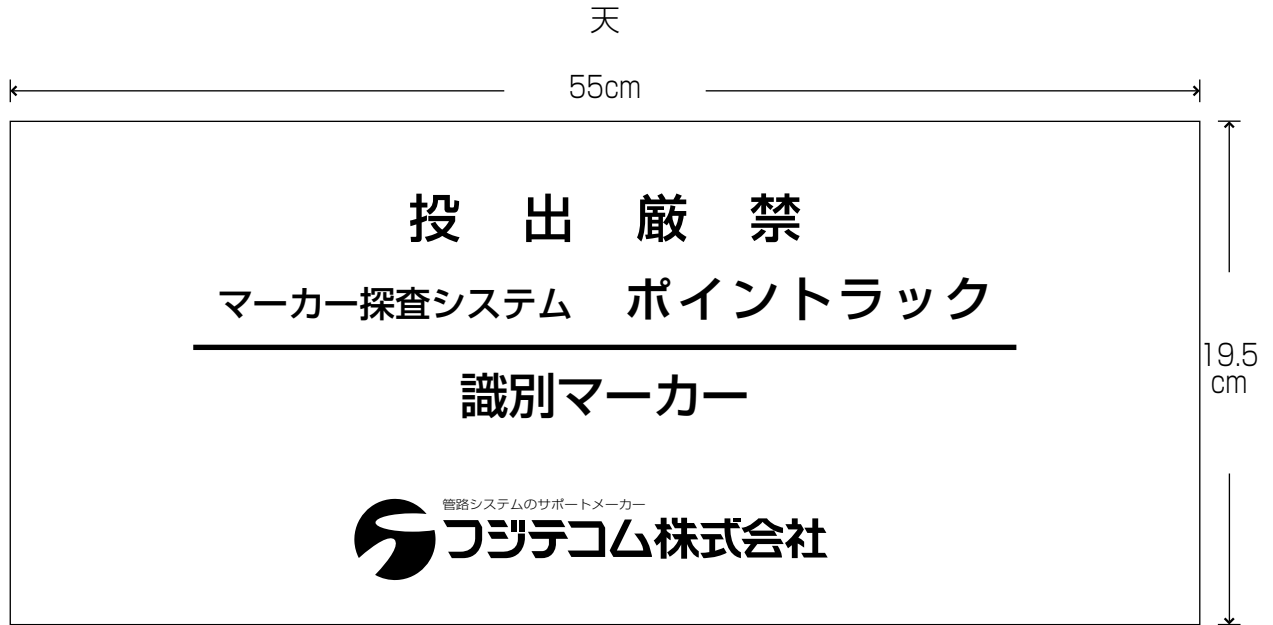 天
55cm
投出厳禁
マーカー探査システム ポイントラック
19.5
cm
識別マーカー
管路システムのサポートメーカー
フジテコム株式会社